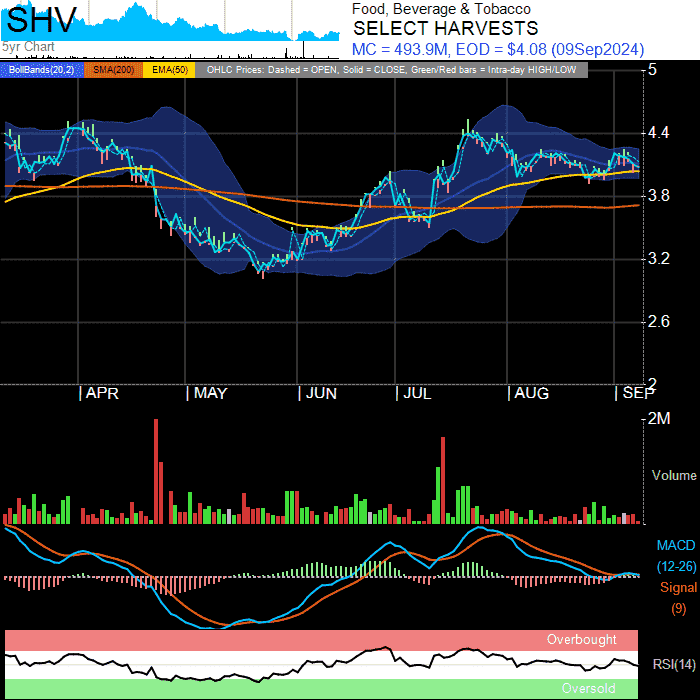 SHV
5yr Chart
Food, Beverage & Tobacco
SELECT HARVESTS
MC = 493.9M, EOD = $4.08 (09Sep2024)
BollBands(20,2) SMA(200) EMA(50) OHLC Prices: Dashed = OPEN, Solid = CLOSE, Green/Red bars = Intra-day HIGH/LOW
5
4.4
3.8
3.2
2.6
2
| APR | MAY | JUN | JUL | AUG | SEP
2M
Volume
MACD
(12-26)
Signal
(9)
Overbought
RSI(14)
Oversold